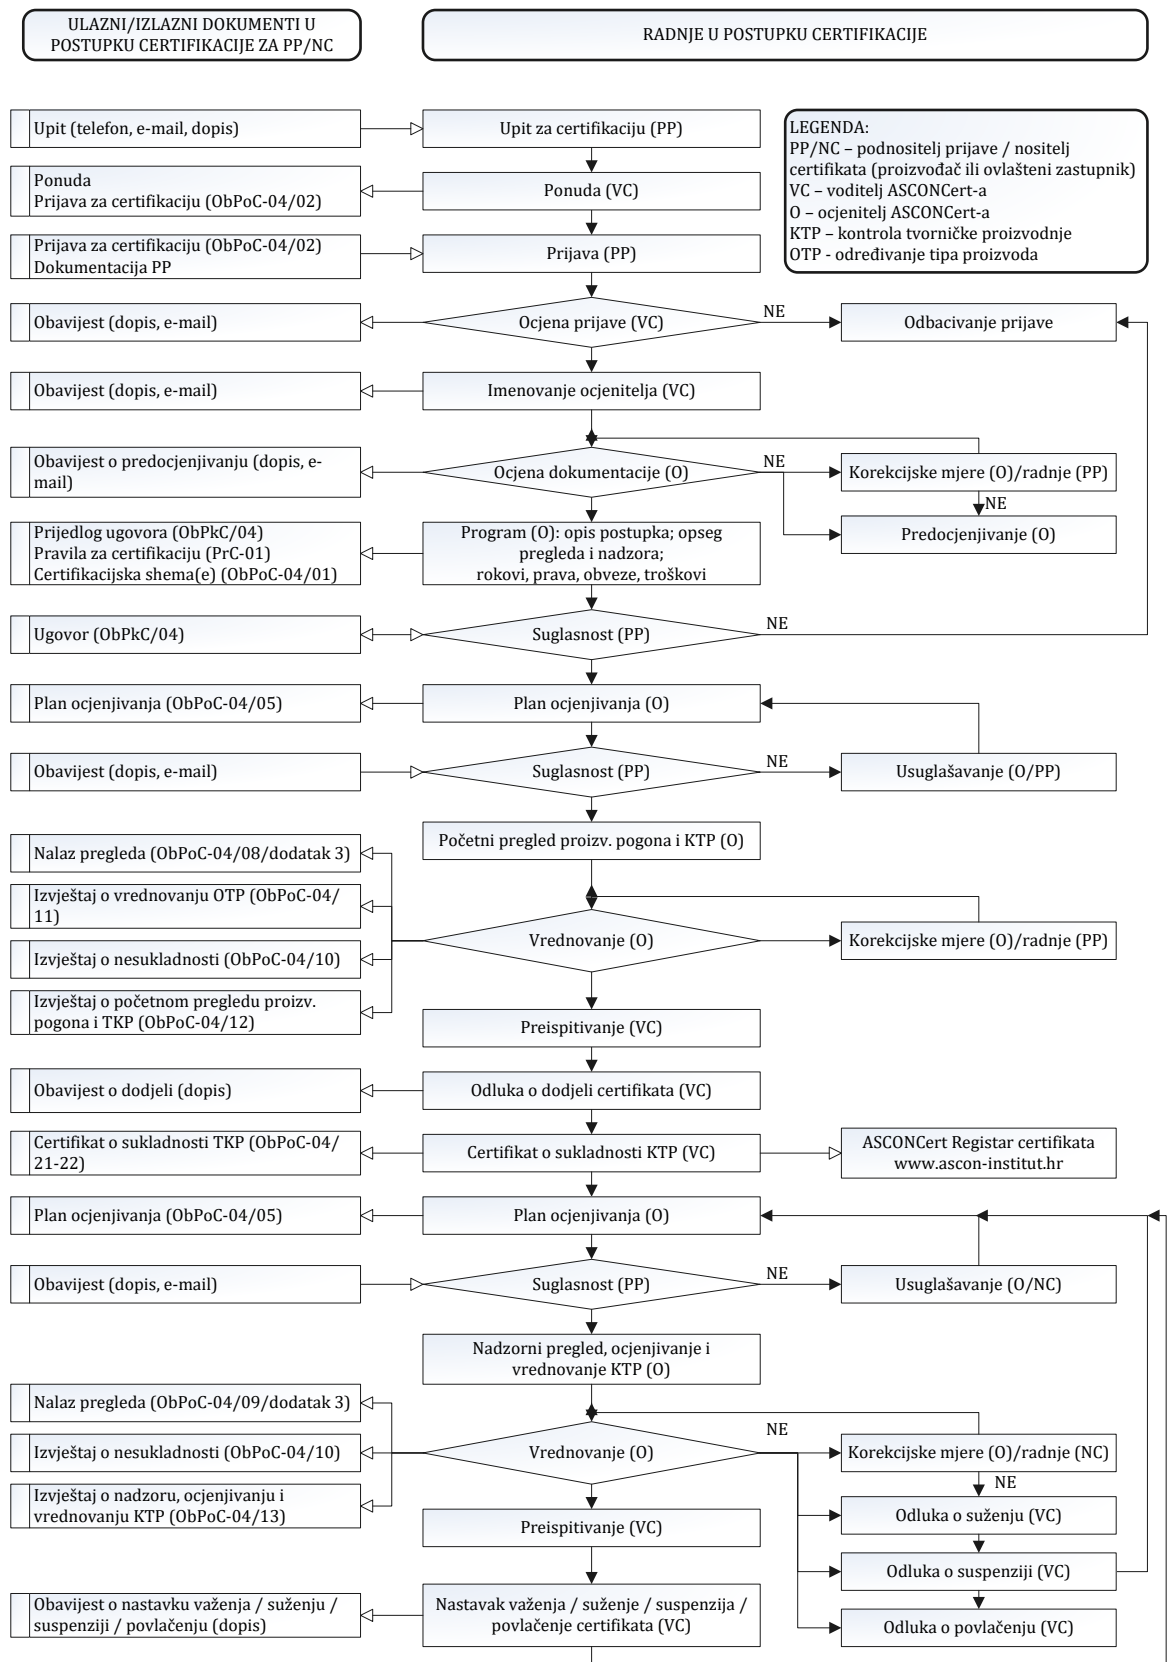 ULAZNI/IZLAZNI DOKUMENTI U
POSTUPKU CERTIFIKACIJE ZA PP/NC
RADNJE U POSTUPKU CERTIFIKACIJE
Upit (telefon, e-mail, dopis)
Upit za certifikaciju (PP)
LEGENDA:
PP/NC – podnositelj prijave / nositelj
certifikata (proizvođač ili ovlašteni zastupnik)
VC – voditelj ASCONCert-a
O – ocjenitelj ASCONCert-a
KTP – kontrola tvorničke proizvodnje
OTP - određivanje tipa proizvoda
Ponuda
Prijava za certifikaciju (ObPoC-04/02)
Ponuda (VC)
Prijava za certifikaciju (ObPoC-04/02)
Dokumentacija PP
Prijava (PP)
Obavijest (dopis, e-mail)
Ocjena prijave (VC)
NE
Odbacivanje prijave
Obavijest (dopis, e-mail)
Imenovanje ocjenitelja (VC)
Obavijest o predocjenjivanju (dopis, e-
mail)
Ocjena dokumentacije (O)
NE
Korekcijske mjere (O)/radnje (PP)
NE
Predocjenjivanje (O)
Prijedlog ugovora (ObPkC/04)
Pravila za certifikaciju (PrC-01)
Certifikacijska shema(e) (ObPoC-04/01)
Program (O): opis postupka; opseg
pregleda i nadzora;
rokovi, prava, obveze, troškovi
Ugovor (ObPkC/04)
Suglasnost (PP)
NE
Plan ocjenjivanja (ObPoC-04/05)
Plan ocjenjivanja (O)
Obavijest (dopis, e-mail)
Suglasnost (PP)
NE
Usuglašavanje (O/PP)
Početni pregled proizv. pogona i KTP (O)
Nalaz pregleda (ObPoC-04/08/dodatak 3)
Izvještaj o vrednovanju OTP (ObPoC-04/
11)
Vrednovanje (O)
Korekcijske mjere (O)/radnje (PP)
Izvještaj o nesukladnosti (ObPoC-04/10)
Izvještaj o početnom pregledu proizv.
pogona i TKP (ObPoC-04/12)
Preispitivanje (VC)
Obavijest o dodjeli (dopis)
Odluka o dodjeli certifikata (VC)
Certifikat o sukladnosti TKP (ObPoC-04/
21-22)
Certifikat o sukladnosti KTP (VC)
ASCONCert Registar certifikata
www.ascon-institut.hr
Plan ocjenjivanja (ObPoC-04/05)
Plan ocjenjivanja (O)
Obavijest (dopis, e-mail)
Suglasnost (PP)
NE
Usuglašavanje (O/NC)
Nadzorni pregled, ocjenjivanje i
vrednovanje KTP (O)
Nalaz pregleda (ObPoC-04/09/dodatak 3)
Izvještaj o nesukladnosti (ObPoC-04/10)
Vrednovanje (O)
NE
Korekcijske mjere (O)/radnje (NC)
NE
Izvještaj o nadzoru, ocjenjivanju i
vrednovanju KTP (ObPoC-04/13)
Preispitivanje (VC)
Odluka o suženju (VC)
Odluka o suspenziji (VC)
Obavijest o nastavku važenja / suženju /
suspenziji / povlačenju (dopis)
Nastavak važenja / suženje / suspenzija /
povlačenje certifikata (VC)
Odluka o povlačenju (VC)